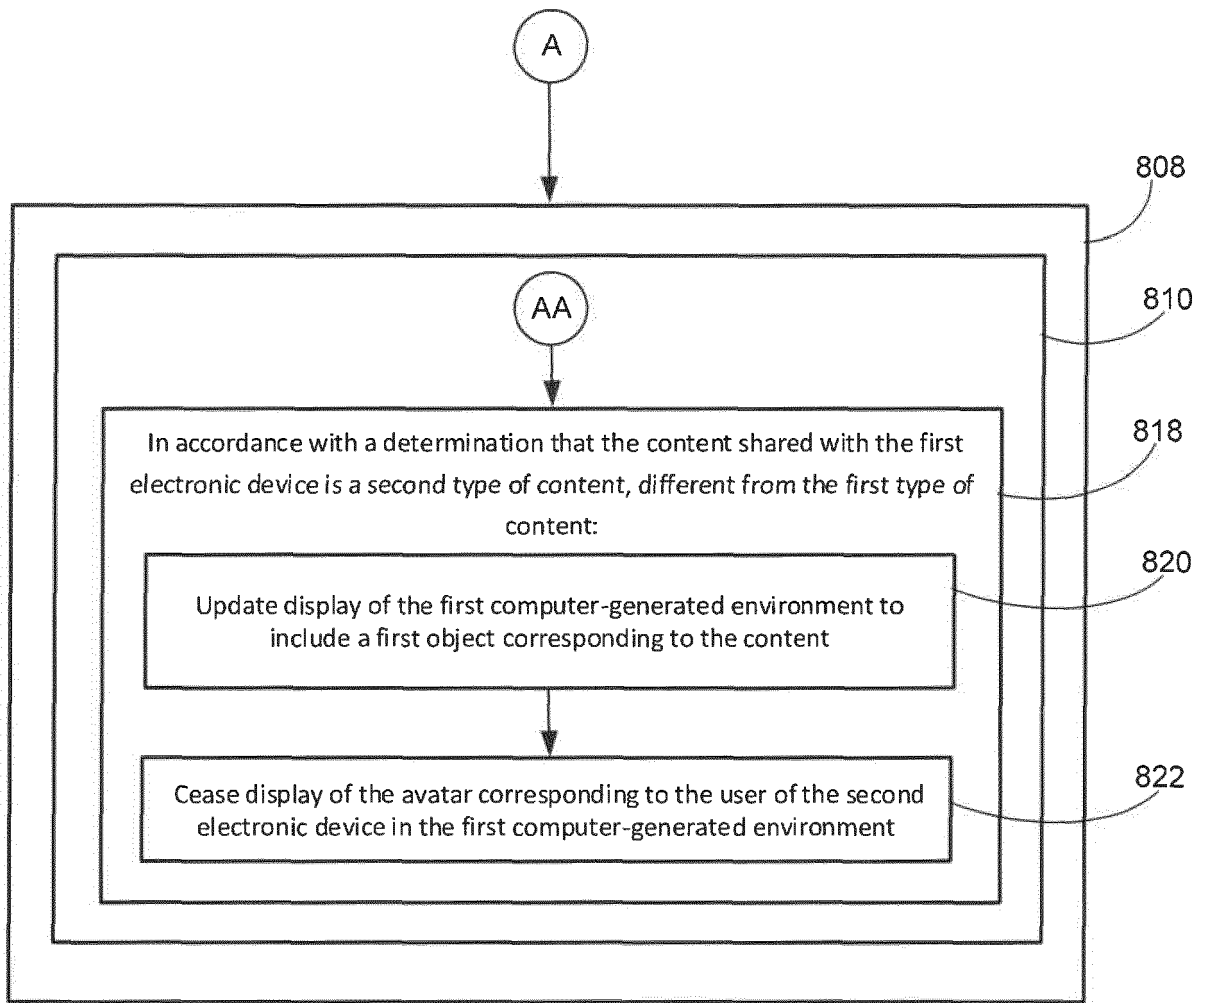 A
808
810
AA
818
In accordance with a determination that the content shared with the first
electronic device is a second type of content, different from the first type of
content:
820
Update display of the first computer-generated environment to
include a first object corresponding to the content
822
Cease display of the avatar corresponding to the user of the second
electronic device in the first computer-generated environment